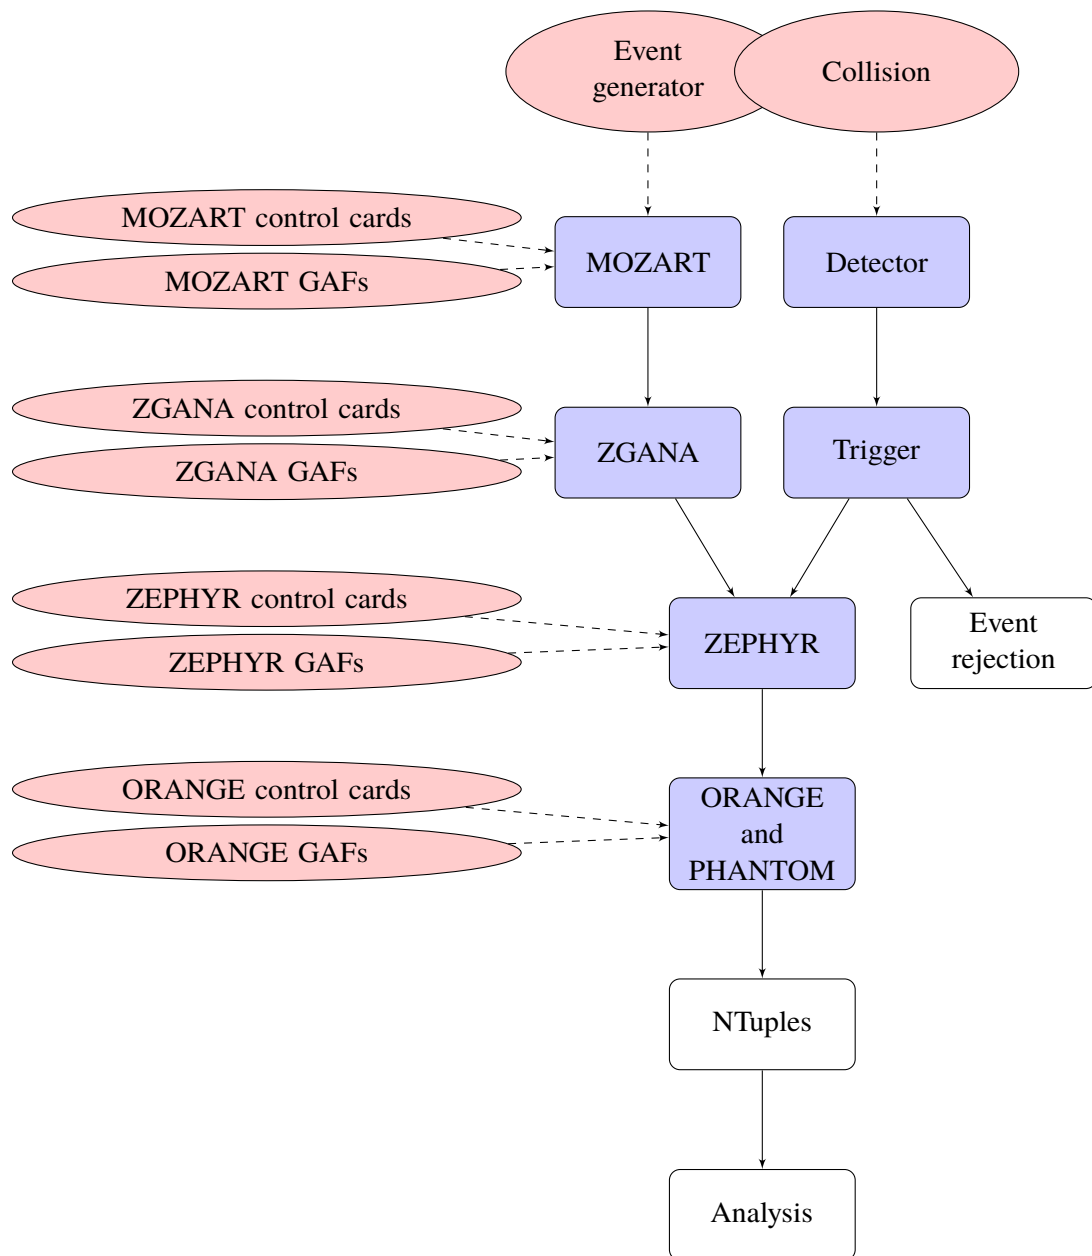 Event
generator
Collision
MOZART control cards
MOZART GAFs
MOZART
Detector
ZGANA control cards
ZGANA GAFs
ZGANA
Trigger
ZEPHYR control cards
ZEPHYR GAFs
ZEPHYR
Event
rejection
ORANGE control cards
ORANGE GAFs
ORANGE
and
PHANTOM
NTuples
Analysis